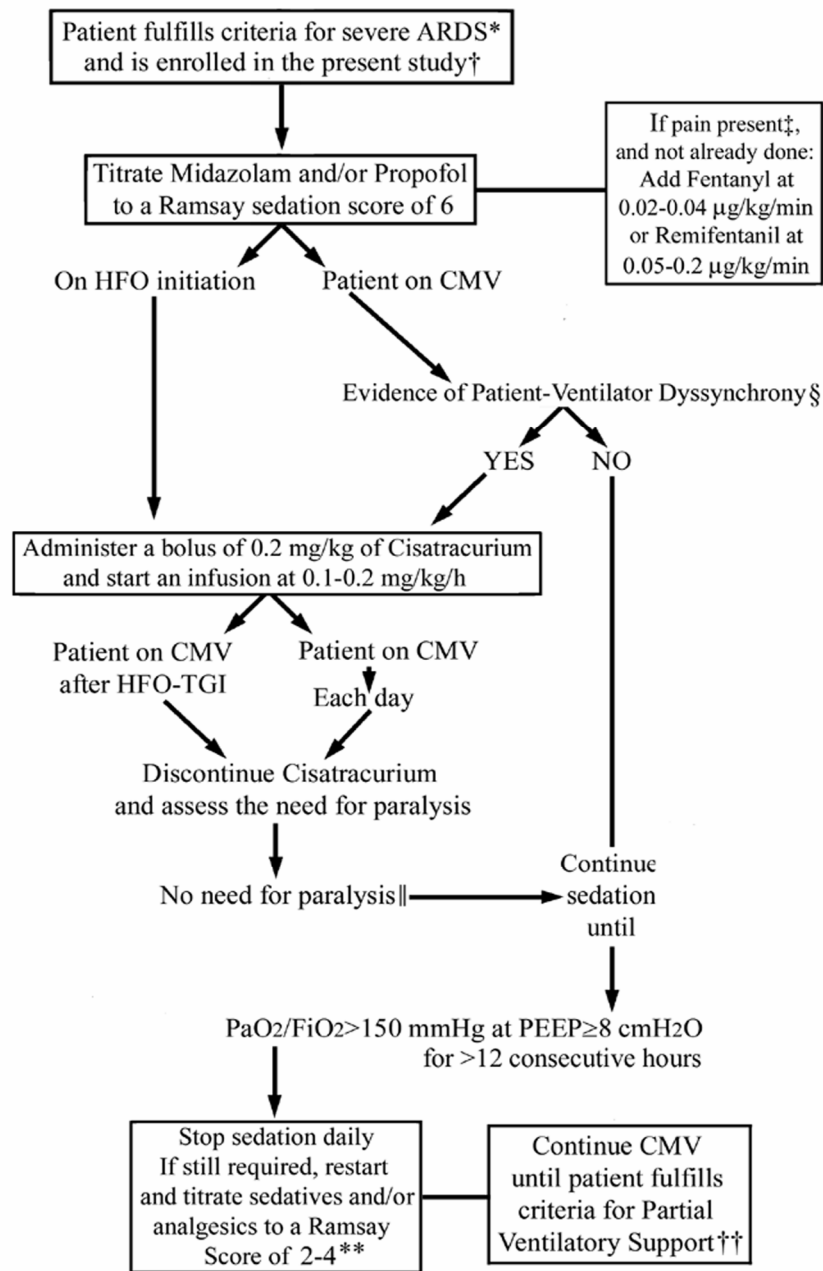 Patient fulfills criteria for severe ARDS*
and is enrolled in the present study†
If pain present‡,
and not already done:
Add Fentanyl at
0.02-0.04 µg/kg/min
or Remifentanil at
0.05-0.2 µg/kg/min
Titrate Midazolam and/or Propofol
to a Ramsay sedation score of 6
On HFO initiation
Patient on CMV
Evidence of Patient-Ventilator Dyssynchrony§
YES
NO
Administer a bolus of 0.2 mg/kg of Cisatracurium
and start an infusion at 0.1-0.2 mg/kg/h
Patient on CMV
after HFO-TGI
Patient on CMV
Each day
Discontinue Cisatracurium
and assess the need for paralysis
No need for paralysis||
Continue
sedation
until
PaO2/FiO2>150 mmHg at PEEP≥8 cmH2O
for >12 consecutive hours
Stop sedation daily
If still required, restart
and titrate sedatives and/or
analgesics to a Ramsay
Score of 2-4**
Continue CMV
until patient fulfills
criteria for Partial
Ventilatory Support††